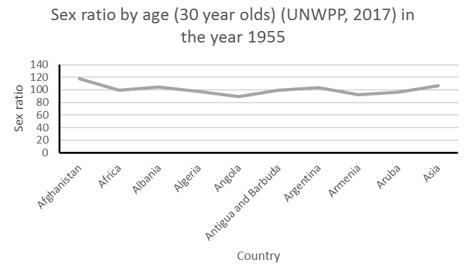 Sex ratio by age (30 year olds) (UNWPP, 2017) in
the year 1955
140
120
100
80
60
40
20
0
Sex ratio
Afghanistan
Africa
Albania
Algeria
Angola
Antigua and Barbuda
Argentina
Armenia
Aruba
Asia
Country